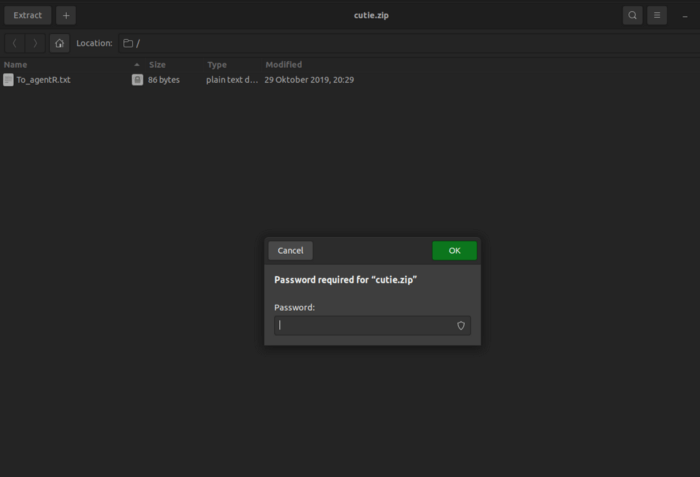 Extract + cutie.zip
Location: /
Name Size Type Modified
To_agentR.txt 86 bytes plain text d... 29 Oktober 2019, 20:29
Cancel OK
Password required for “cutie.zip”
Password: